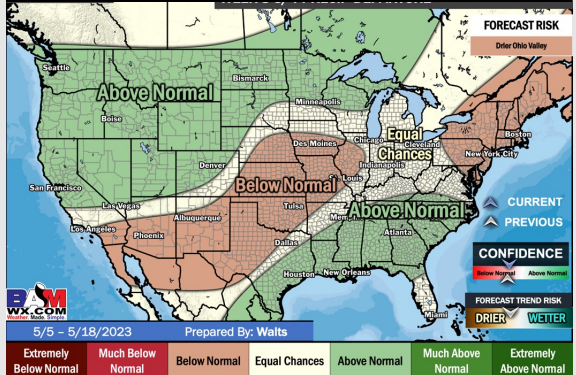 FORECAST RISK
Drier Ohio Valley
Seattle
Bismarck
Above Normal
Minneapolis
Boise
Equal
Chances
Boston
Des Moines
Chicago
Cleveland
New York City
Indianapolis
Denver
San Francisco
Below Normal
St. Louis
Las Vegas
Tulsa
CURRENT
Los Angeles
Albuquerque
Mem
Above Normal
PREVIOUS
Phoenix
Atlanta
Dallas
CONFIDENCE
Below Normal
Above Normal
Houston
New Orleans
BAM
WX.COM
Weather. Made. Simple.
FORECAST TREND RISK
DRIER
WETTER
Miami
5/5 – 5/18/2023
Prepared By: Walts
Extremely
Below Normal
Much Below
Normal
Below Normal
Equal Chances
Above Normal
Much Above
Normal
Extremely
Above Normal